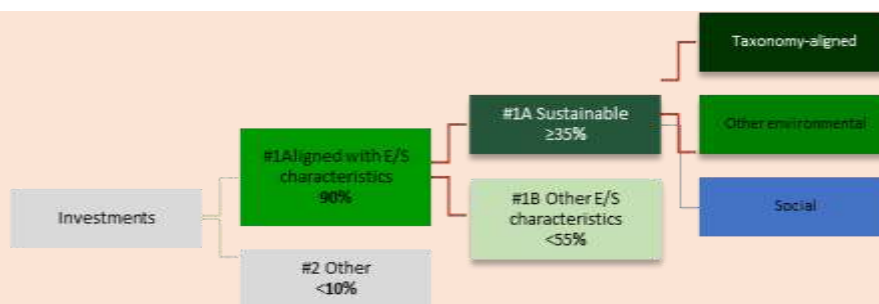 Taxonomy-aligned
#1A Sustainable
≥35%
Other environmental
#1Aligned with E/S
characteristics
90%
#1B Other E/S
characteristics
<55%
Social
Investments
#2 Other
<10%